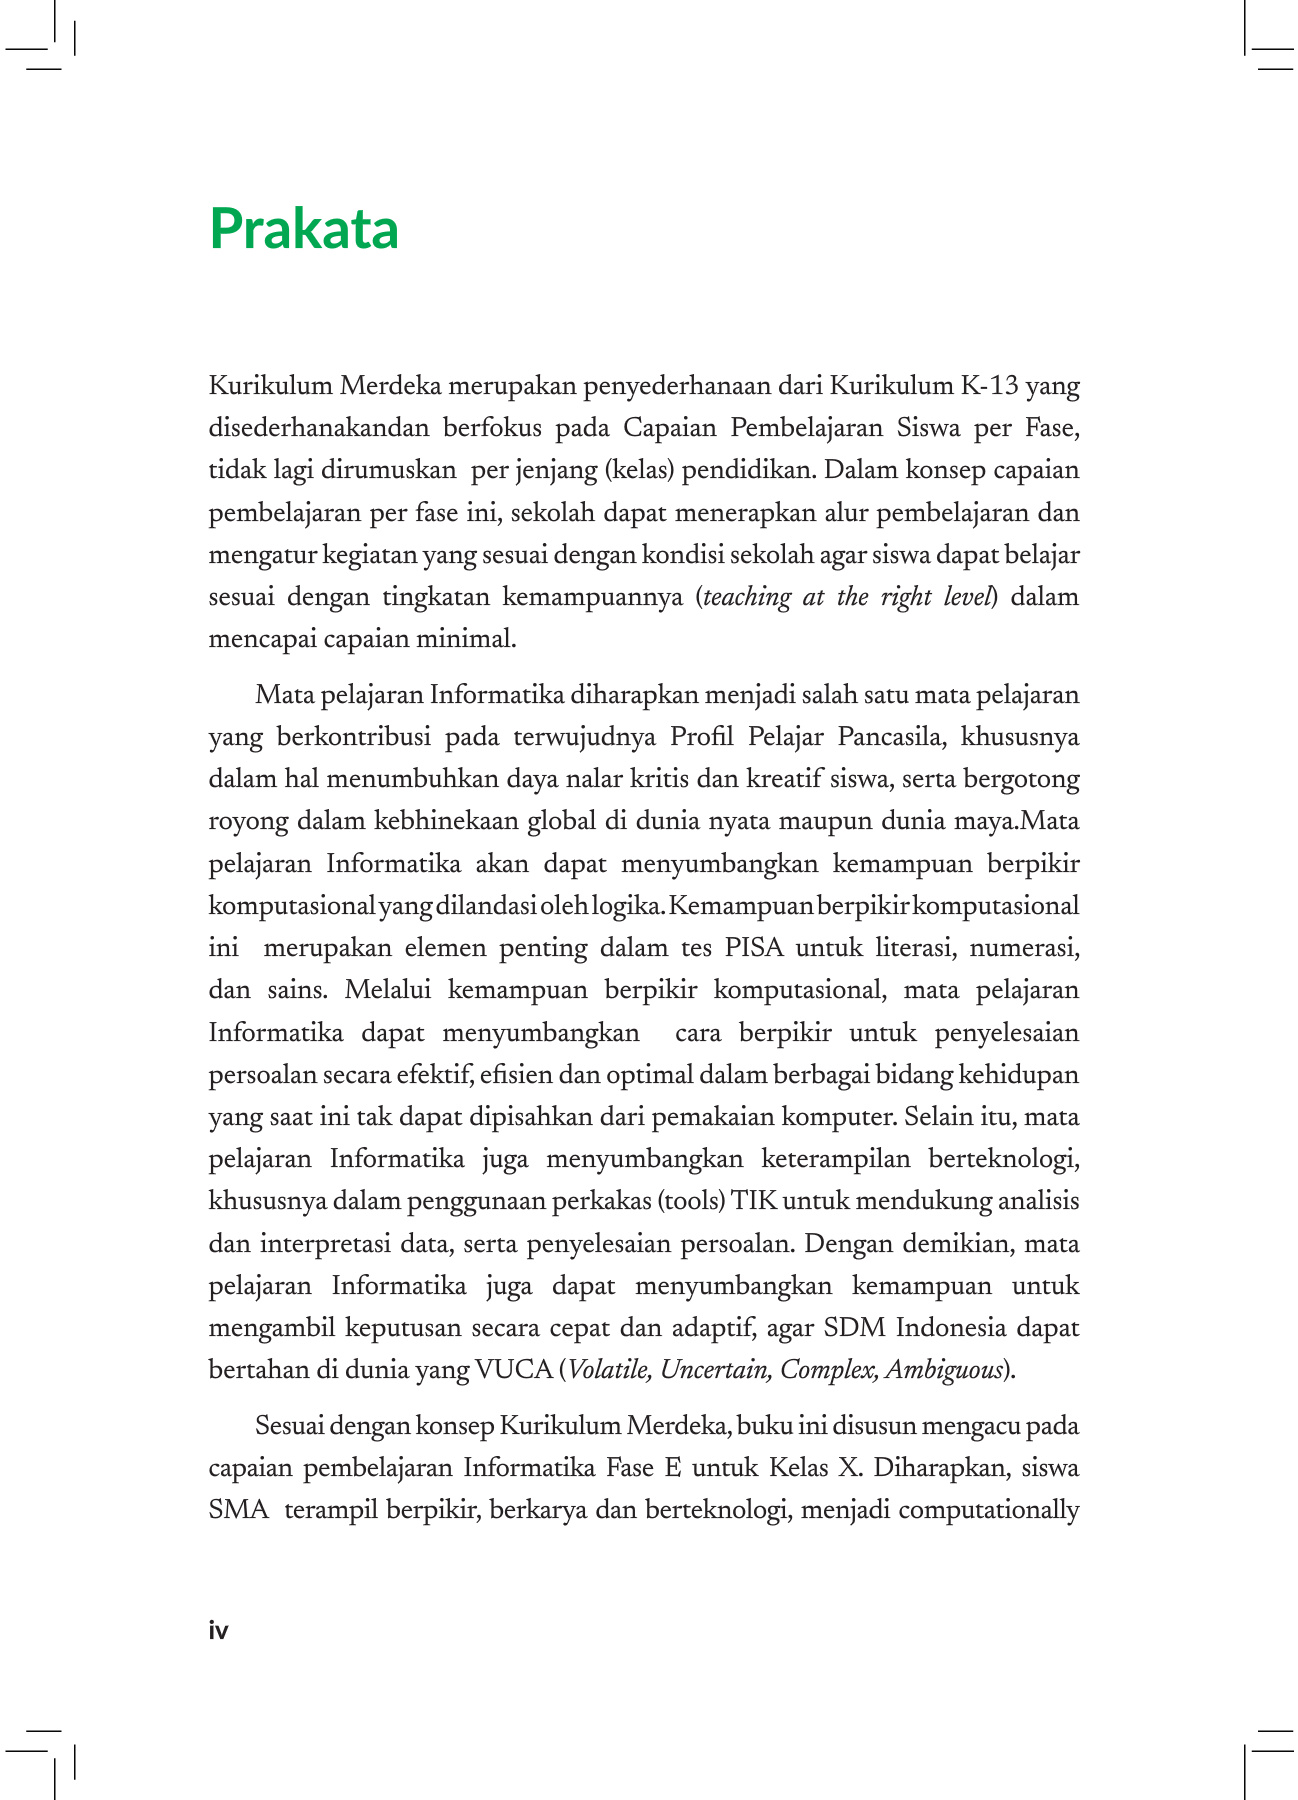 Prakata
Kurikulum Merdeka merupakan penyederhanaan dari Kurikulum K-13 yang
disederhanakandan berfokus pada Capaian Pembelajaran Siswa per Fase,
tidak lagi dirumuskan per jenjang (kelas) pendidikan. Dalam konsep capaian
pembelajaran per fase ini, sekolah dapat menerapkan alur pembelajaran dan
mengatur kegiatan yang sesuai dengan kondisi sekolah agar siswa dapat belajar
sesuai dengan tingkatan kemampuannya (teaching at the right level) dalam
mencapai capaian minimal.
Mata pelajaran Informatika diharapkan menjadi salah satu mata pelajaran
yang berkontribusi pada terwujudnya Profil Pelajar Pancasila, khususnya
dalam hal menumbuhkan daya nalar kritis dan kreatif siswa, serta bergotong
royong dalam kebhinekaan global di dunia nyata maupun dunia maya.Mata
pelajaran Informatika akan dapat menyumbangkan kemampuan berpikir
komputasional yang dilandasi oleh logika. Kemampuan berpikir komputasional
ini merupakan elemen penting dalam tes PISA untuk literasi, numerasi,
dan sains. Melalui kemampuan berpikir komputasional, mata pelajaran
Informatika dapat menyumbangkan cara berpikir untuk penyelesaian
persoalan secara efektif, efisien dan optimal dalam berbagai bidang kehidupan
yang saat ini tak dapat dipisahkan dari pemakaian komputer. Selain itu, mata
pelajaran Informatika juga menyumbangkan keterampilan berteknologi,
khususnya dalam penggunaan perkakas (tools) TIK untuk mendukung analisis
dan interpretasi data, serta penyelesaian persoalan. Dengan demikian, mata
pelajaran Informatika juga dapat menyumbangkan kemampuan untuk
mengambil keputusan secara cepat dan adaptif, agar SDM Indonesia dapat
bertahan di dunia yang VUCA (Volatile, Uncertain, Complex, Ambiguous).
Sesuai dengan konsep Kurikulum Merdeka, buku ini disusun mengacu pada
capaian pembelajaran Informatika Fase E untuk Kelas X. Diharapkan, siswa
SMA terampil berpikir, berkarya dan berteknologi, menjadi computationally
iv